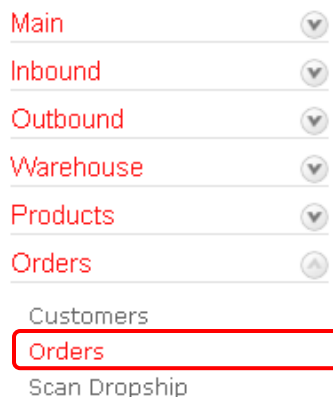 Main
Inbound
Outbound
Warehouse
Products
Orders
Customers
Orders
Scan Dropship